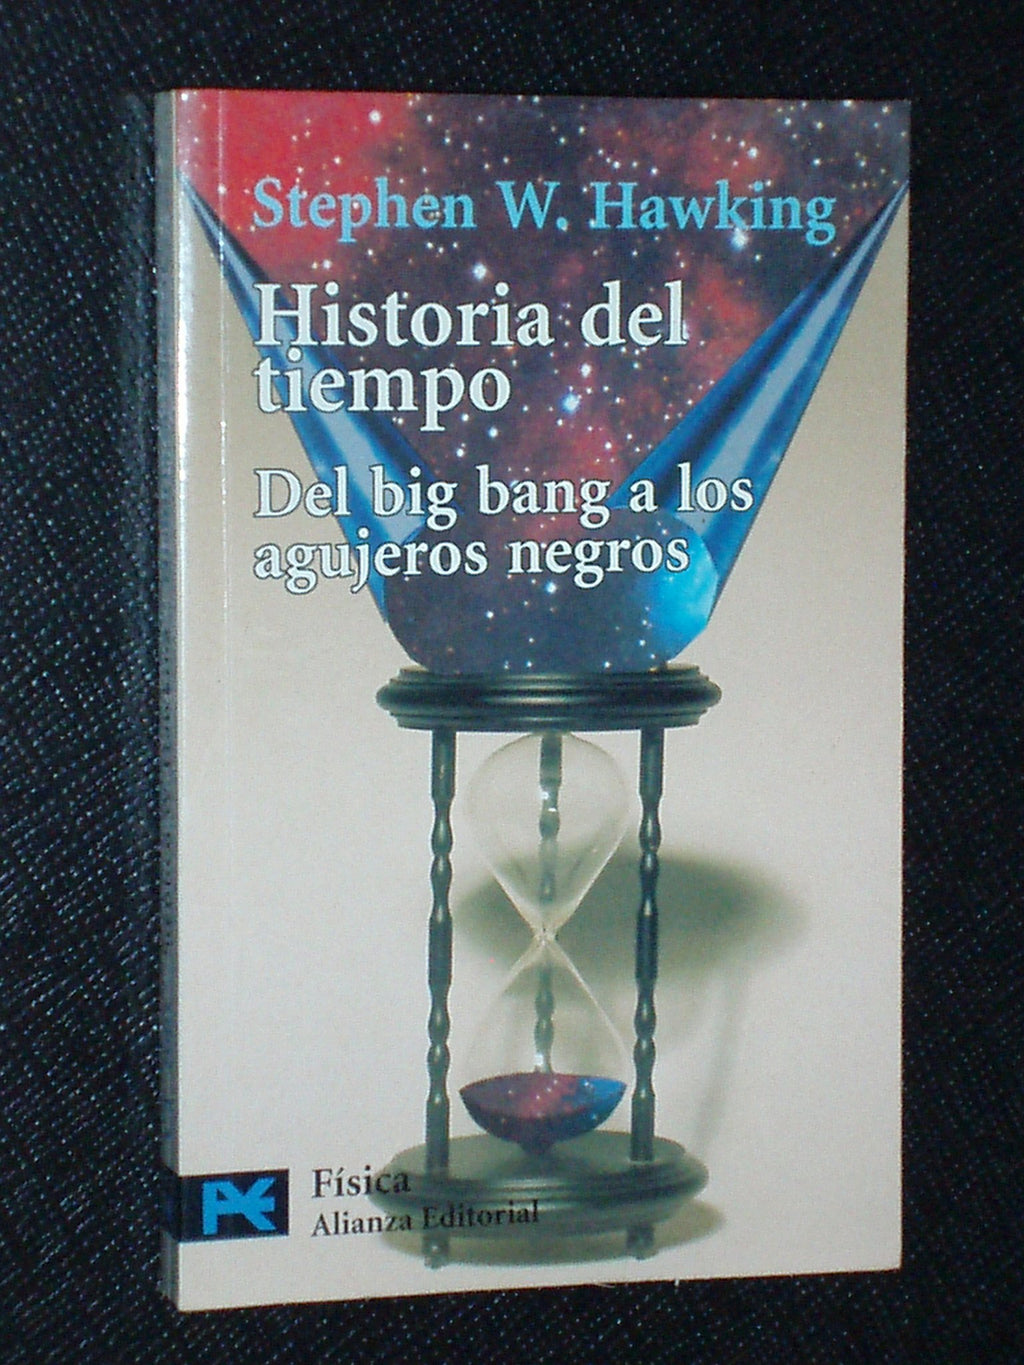 Stephen W. Hawking
Historia del
tiempo
Del big bang a los
agujeros negros
Física
Alianza Editorial